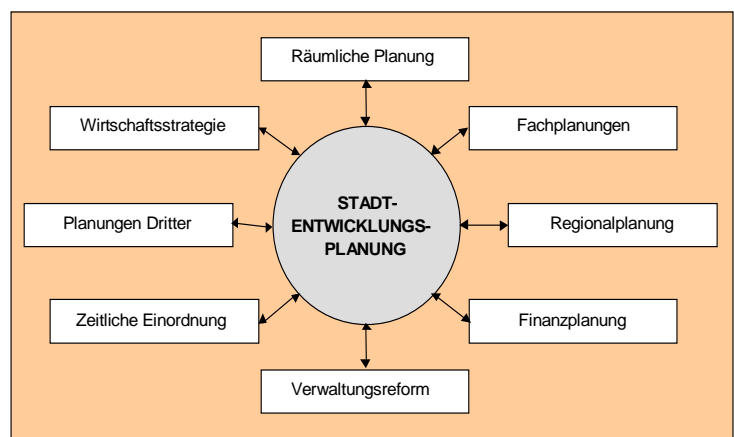 Räumliche Planung
Wirtschaftsstrategie
Fachplanungen
Planungen Dritter
STADT-
ENTWICKLUNGS-
PLANUNG
Regionalplanung
Zeitliche Einordnung
Finanzplanung
Verwaltungsreform